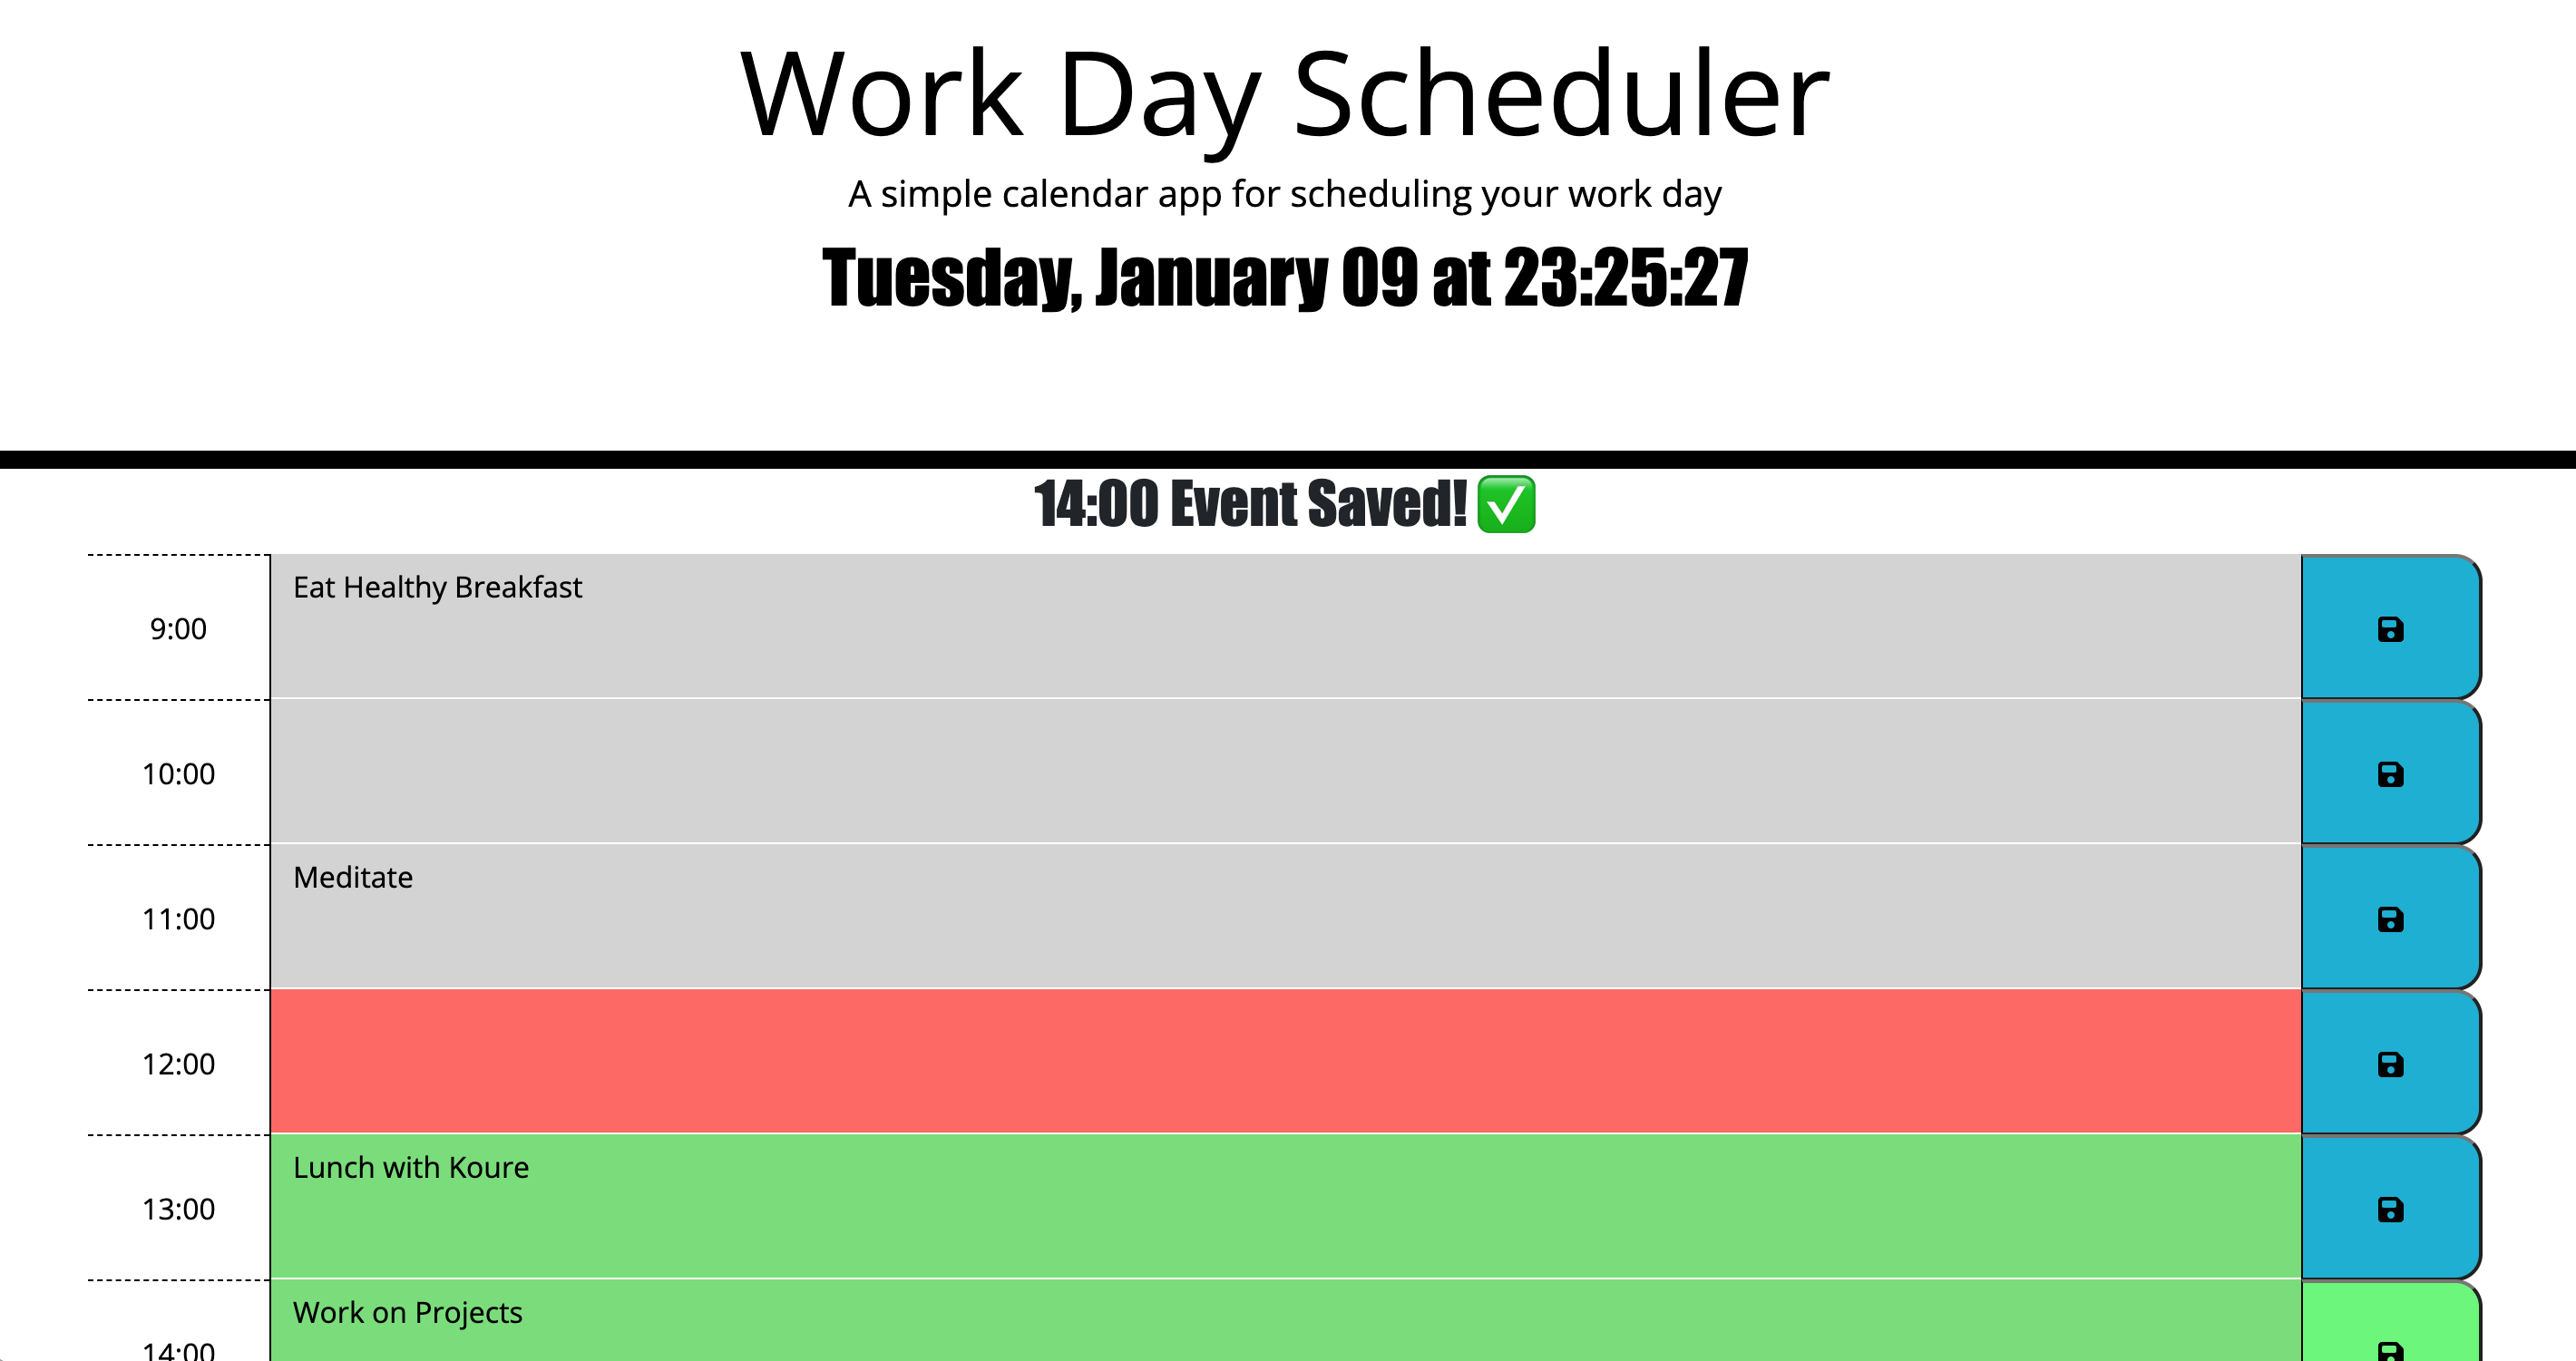 Work Day Scheduler
A simple calendar app for scheduling your work day
Tuesday, January 09 at 23:25:27
14:00 Event Saved! ✅
Eat Healthy Breakfast
9:00
10:00
Meditate
11:00
12:00
Lunch with Koure
13:00
Work on Projects
14:00